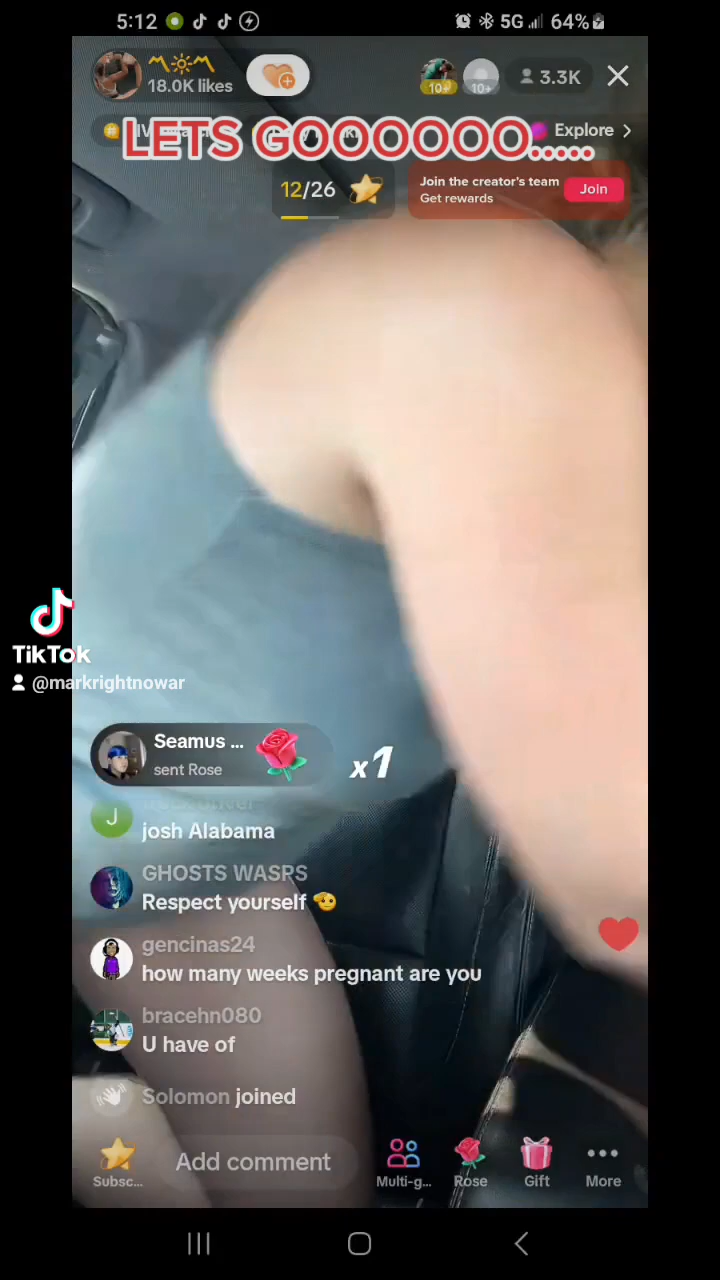 5:12
5G 64%
18.0K likes
10+
10+
3.3K
LETS GOOOOOO.....
Explore >
12/26
Join the creator's team
Get rewards
Join
TikTok
@markrightnowar
Seamus ...
sent Rose
x1
josh Alabama
GHOSTS WASPS
Respect yourself
gencinas24
how many weeks pregnant are you
bracehn080
U have of
Solomon joined
J
Add comment
Subsc...
Multi-g...
Rose
Gift
More